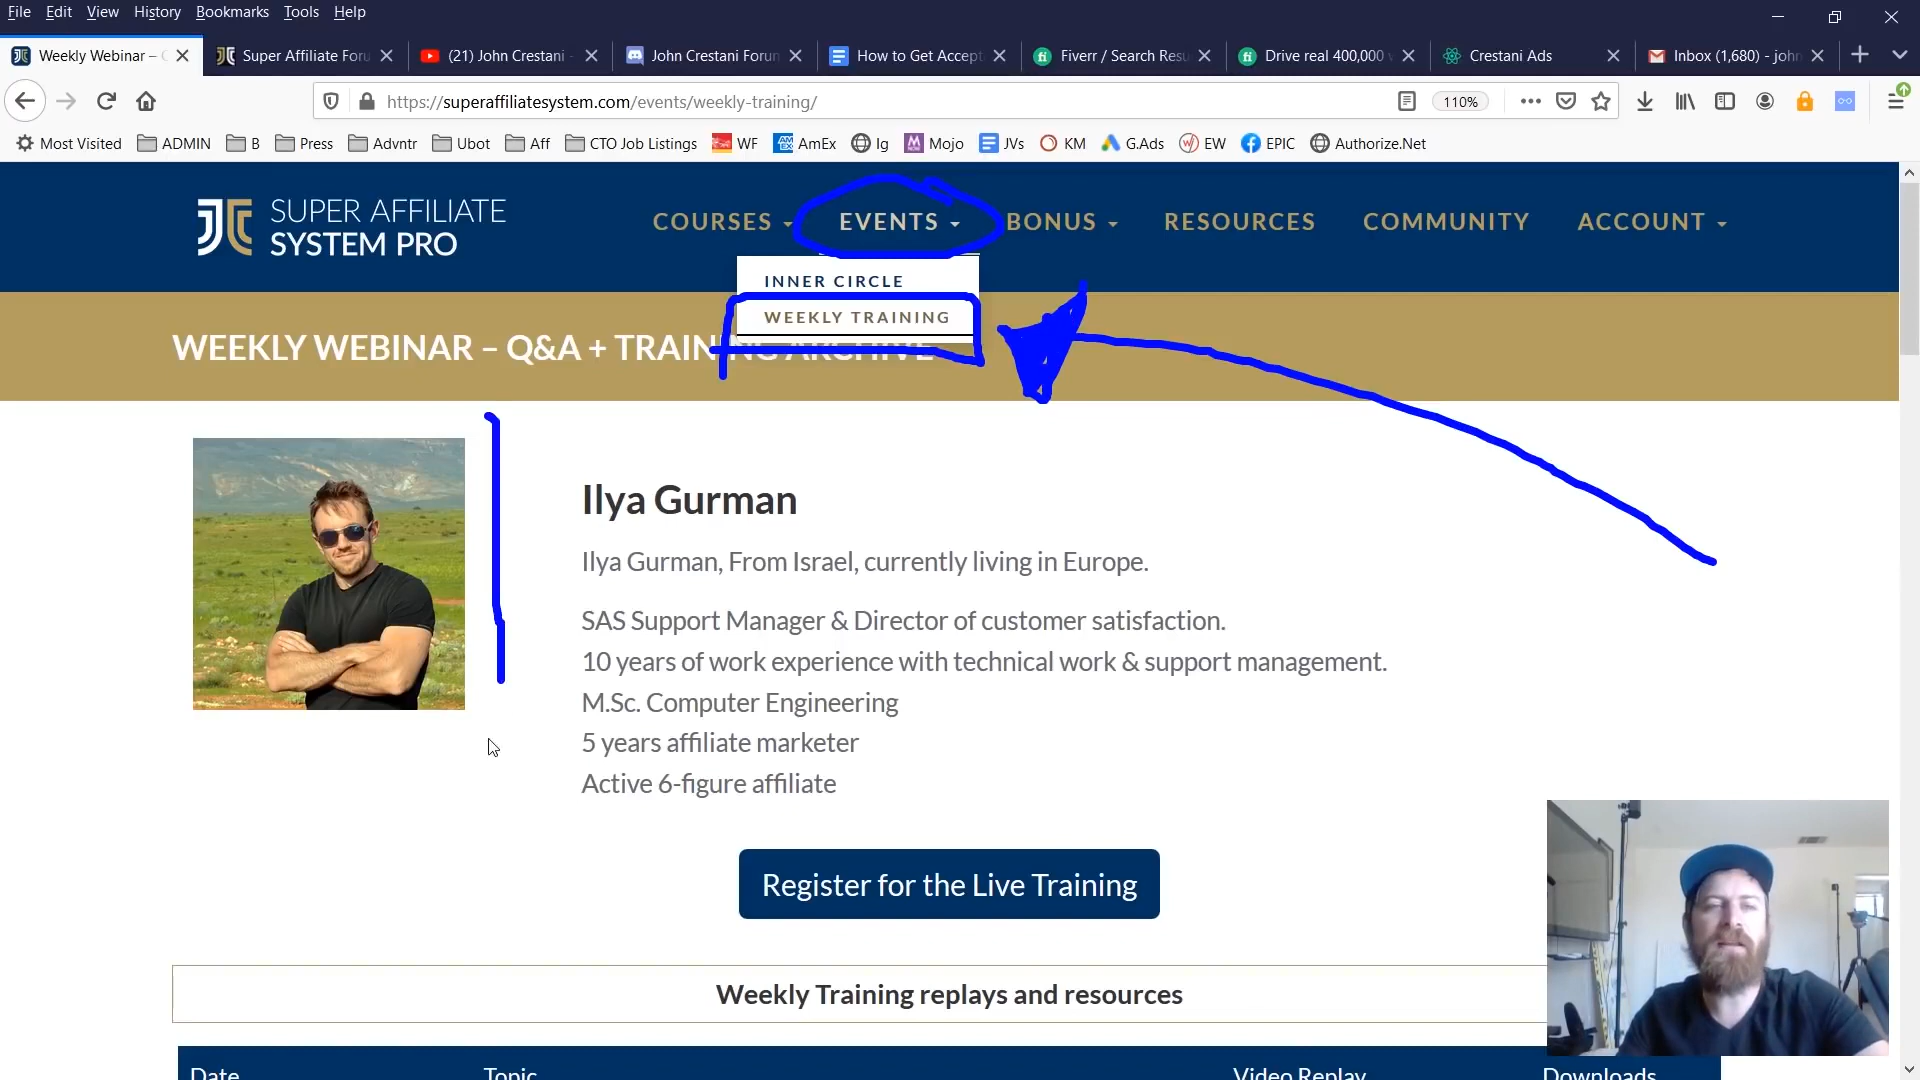 File Edit View History Bookmarks Tools Help
Weekly Webinar – Q
Super Affiliate Foru
(21) John Crestani -
John Crestani Forun
How to Get Accept
Fiverr / Search Resu
Drive real 400,000 w
Crestani Ads
Inbox (1,680) - john
https://superaffiliatesystem.com/events/weekly-training/
110%
Most Visited ADMIN B Press Advntr Ubot Aff CTO Job Listings WF AmEx Ig Mojo JVs KM G.Ads EW EPIC Authorize.Net
SUPER AFFILIATE
SYSTEM PRO
COURSES EVENTS BONUS RESOURCES COMMUNITY ACCOUNT
INNER CIRCLE
WEEKLY TRAINING
WEEKLY WEBINAR – Q&A + TRAINING ARCHIVE
Ilya Gurman
Ilya Gurman, From Israel, currently living in Europe.
SAS Support Manager & Director of customer satisfaction.
10 years of work experience with technical work & support management.
M.Sc. Computer Engineering
5 years affiliate marketer
Active 6-figure affiliate
Register for the Live Training
Weekly Training replays and resources
Date Topic Video Replay Downloads